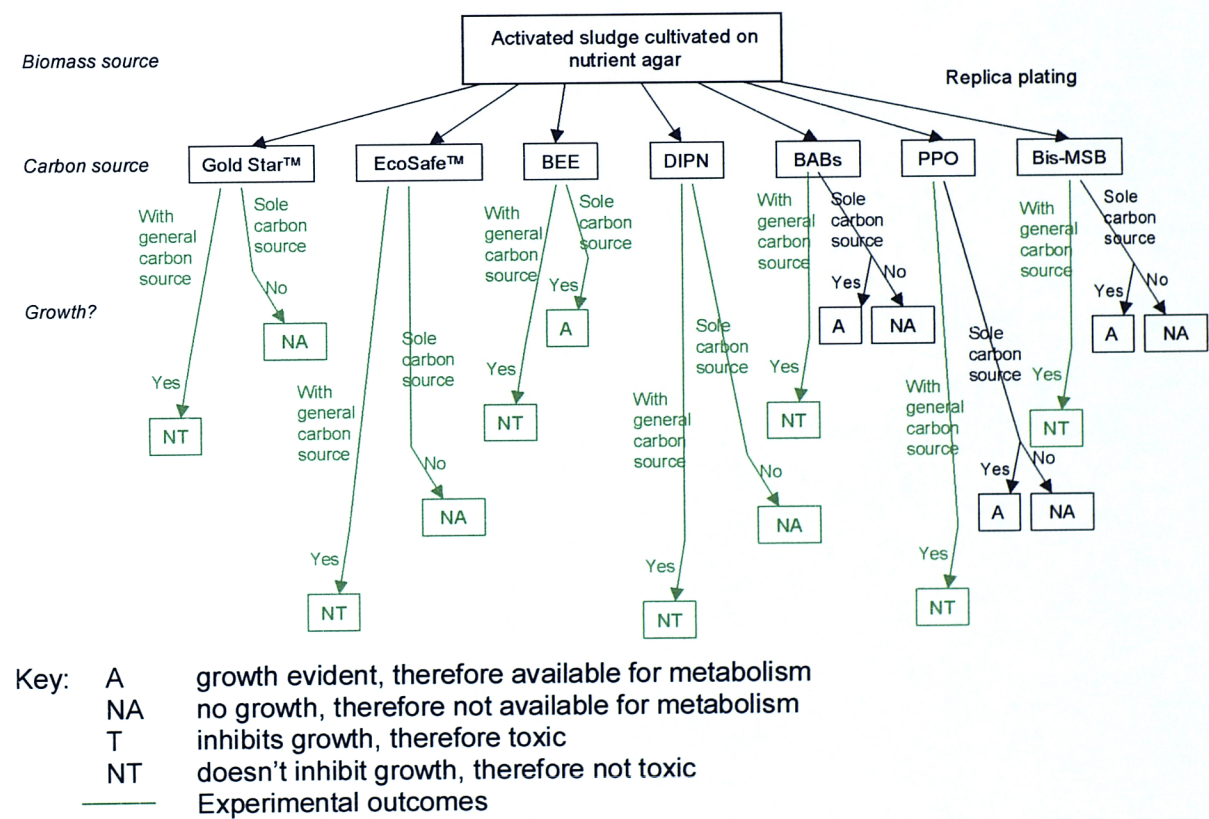 Activated sludge cultivated on
nutrient agar
Biomass source
Replica plating
Carbon source
Gold Star™
EcoSafe™
BEE
DIPN
BABs
PPO
Bis-MSB
With
general
carbon
source
Sole
carbon
source
No
NA
Yes
NT
With
general
carbon
source
Sole
carbon
source
No
NA
Yes
NT
With
general
carbon
source
Sole
carbon
source
Yes
A
Yes
NT
With
general
carbon
source
Sole
carbon
source
No
NA
Yes
NT
With
general
carbon
source
Sole
carbon
source
Yes
No
A
NA
Yes
NT
With
general
carbon
source
Sole
carbon
source
Yes
No
A
NA
Yes
NT
With
general
carbon
source
Sole
carbon
source
Yes
No
A
NA
Yes
NT
Growth?
Key:
A growth evident, therefore available for metabolism
NA no growth, therefore not available for metabolism
T inhibits growth, therefore toxic
NT doesn't inhibit growth, therefore not toxic
Experimental outcomes